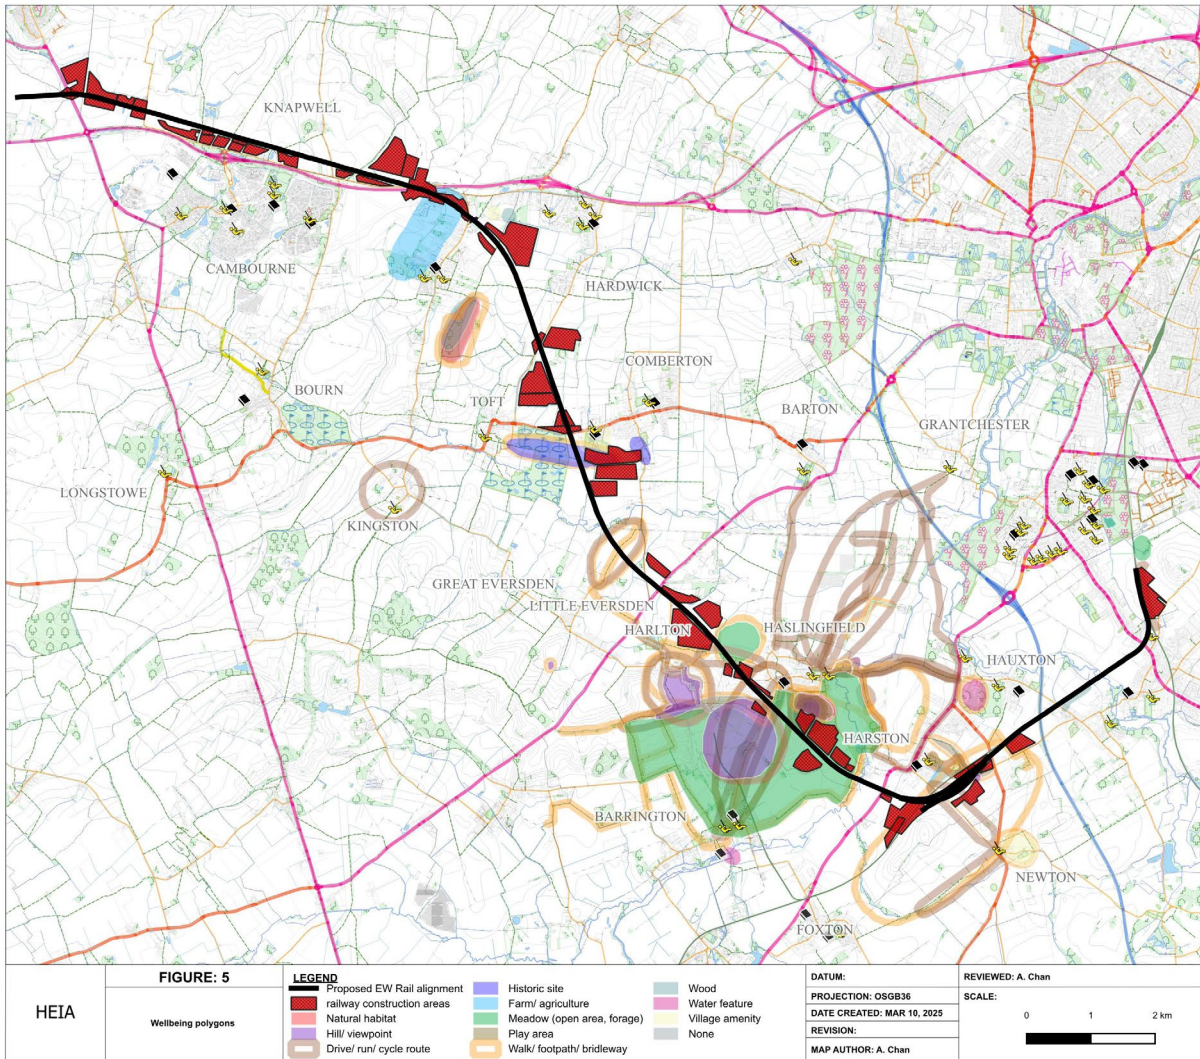 KNAPWELL
CAMBOURNE
HARDWICK
COMBERTON
BOURN
TOFT
BARTON
GRANTCHESTER
LONGSTOWE
KINGSTON
GREAT EVERSDEN
LITTLE EVERSDEN
HARLTON
HASLINGFIELD
HAUXTON
HARSTON
BARRINGTON
NEWTON
FOXTON
HEIA
FIGURE: 5
Wellbeing polygons
LEGEND
Proposed EW Rail alignment
railway construction areas
Natural habitat
Hill/ viewpoint
Drive/ run/ cycle route
Historic site
Farm/ agriculture
Meadow (open area, forage)
Play area
Walk/ footpath/ bridleway
Wood
Water feature
Village amenity
None
DATUM:
PROJECTION: OSGB36
DATE CREATED: MAR 10, 2025
REVISION:
MAP AUTHOR: A. Chan
REVIEWED: A. Chan
SCALE:
0 1 2 km